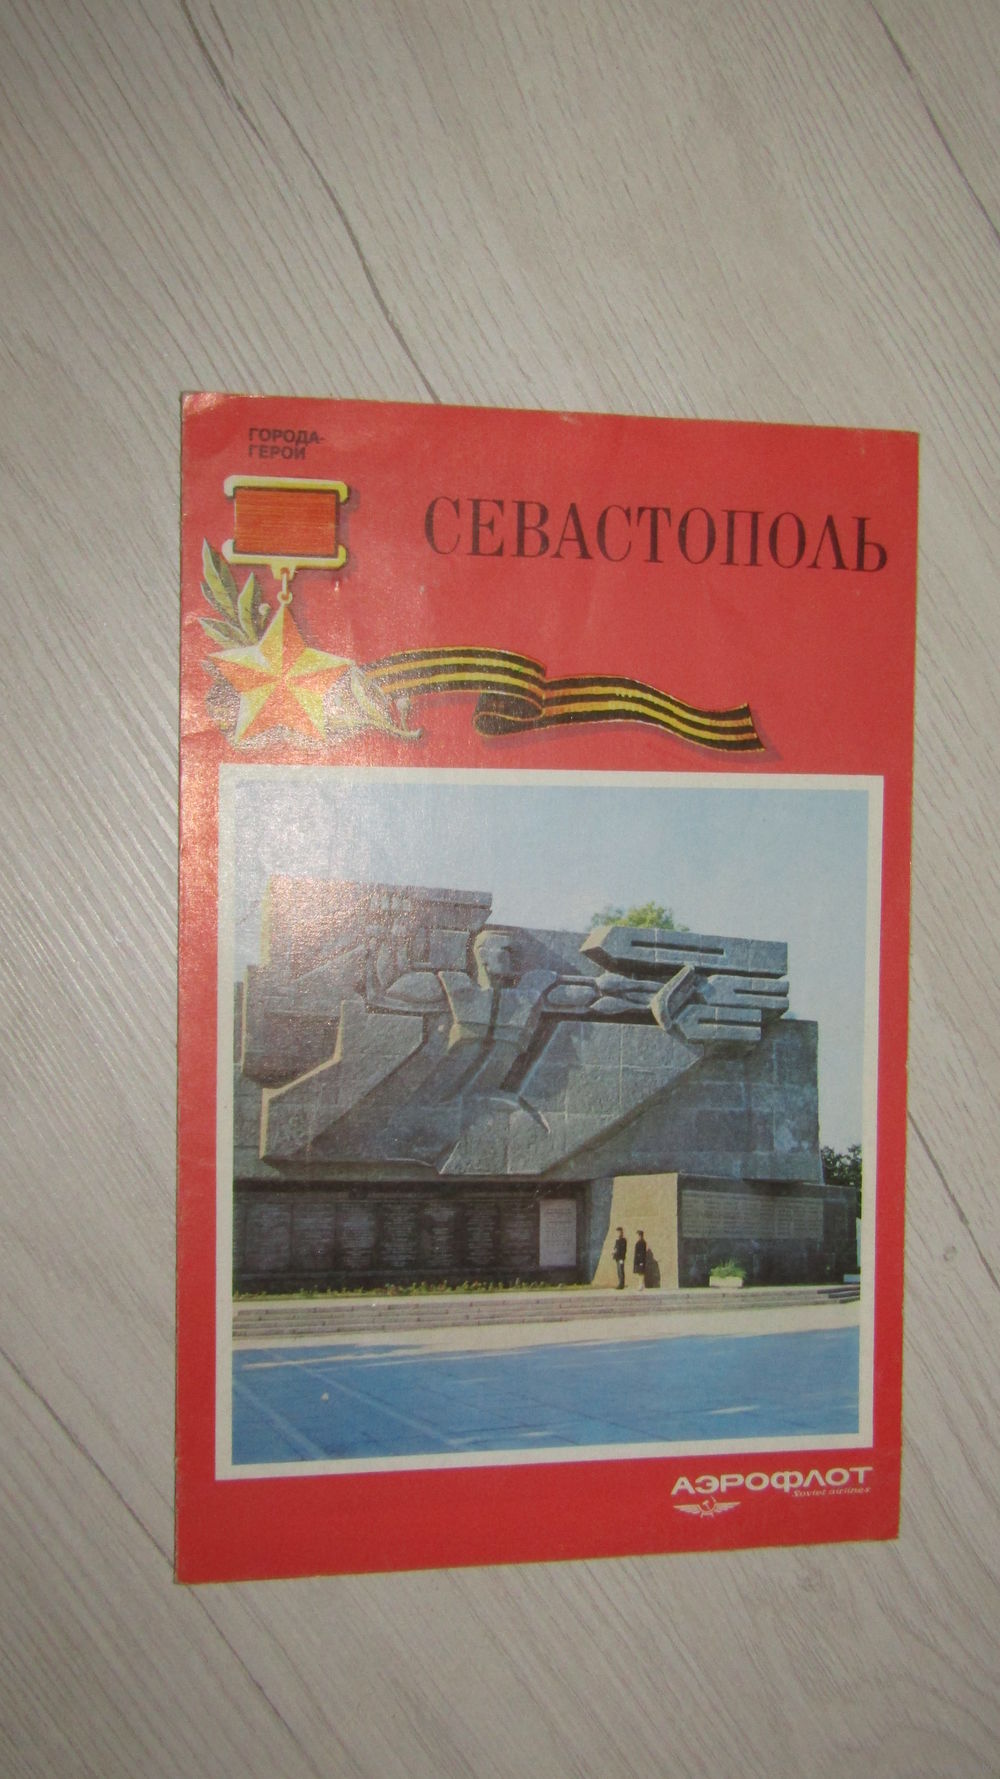 ГОРОДА-
ГЕРОИ
СЕВАСТОПОЛЬ
АЭРОФЛОТ
Soviet airlines